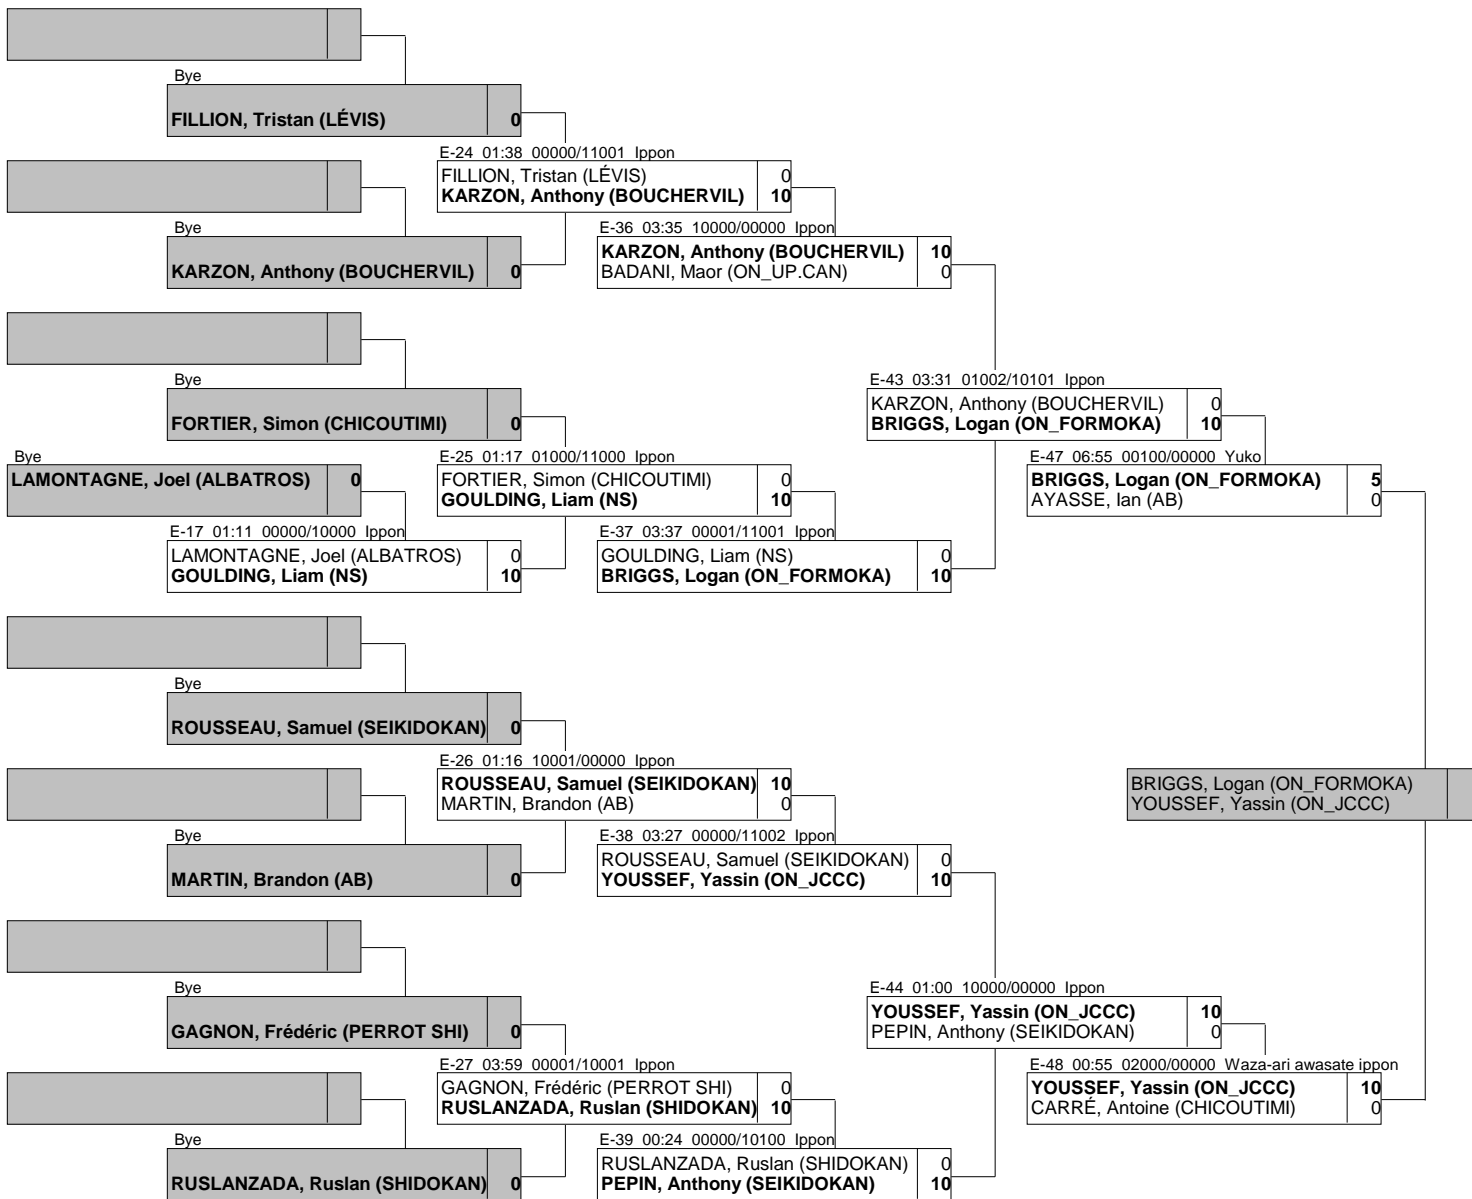 Bye
FILLION, Tristan (LÉVIS) 0
E-24 01:38 00000/11001 Ippon
FILLION, Tristan (LÉVIS) 0
KARZON, Anthony (BOUCHERVIL) 10
Bye
KARZON, Anthony (BOUCHERVIL) 0
E-36 03:35 10000/00000 Ippon
KARZON, Anthony (BOUCHERVIL) 10
BADANI, Maor (ON_UP.CAN) 0
Bye
FORTIER, Simon (CHICOUTIMI) 0
E-43 03:31 01002/10101 Ippon
KARZON, Anthony (BOUCHERVIL) 0
BRIGGS, Logan (ON_FORMOKA) 10
Bye
LAMONTAGNE, Joel (ALBATROS) 0
E-25 01:17 01000/11000 Ippon
FORTIER, Simon (CHICOUTIMI) 0
GOULDING, Liam (NS) 10
E-47 06:55 00100/00000 Yuko
BRIGGS, Logan (ON_FORMOKA) 5
AYASSE, Ian (AB) 0
E-17 01:11 00000/10000 Ippon
LAMONTAGNE, Joel (ALBATROS) 0
GOULDING, Liam (NS) 10
E-37 03:37 00001/11001 Ippon
GOULDING, Liam (NS) 0
BRIGGS, Logan (ON_FORMOKA) 10
Bye
ROUSSEAU, Samuel (SEIKIDOKAN) 0
E-26 01:16 10001/00000 Ippon
ROUSSEAU, Samuel (SEIKIDOKAN) 10
MARTIN, Brandon (AB) 0
BRIGGS, Logan (ON_FORMOKA)
YOUSSEF, Yassin (ON_JCCC)
Bye
MARTIN, Brandon (AB) 0
E-38 03:27 00000/11002 Ippon
ROUSSEAU, Samuel (SEIKIDOKAN) 0
YOUSSEF, Yassin (ON_JCCC) 10
Bye
GAGNON, Frédéric (PERROT SHI) 0
E-44 01:00 10000/00000 Ippon
YOUSSEF, Yassin (ON_JCCC) 10
PEPIN, Anthony (SEIKIDOKAN) 0
E-27 03:59 00001/10001 Ippon
GAGNON, Frédéric (PERROT SHI) 0
RUSLANZADA, Ruslan (SHIDOKAN) 10
E-48 00:55 02000/00000 Waza-ari awasate ippon
YOUSSEF, Yassin (ON_JCCC) 10
CARRÉ, Antoine (CHICOUTIMI) 0
Bye
RUSLANZADA, Ruslan (SHIDOKAN) 0
E-39 00:24 00000/10100 Ippon
RUSLANZADA, Ruslan (SHIDOKAN) 0
PEPIN, Anthony (SEIKIDOKAN) 10